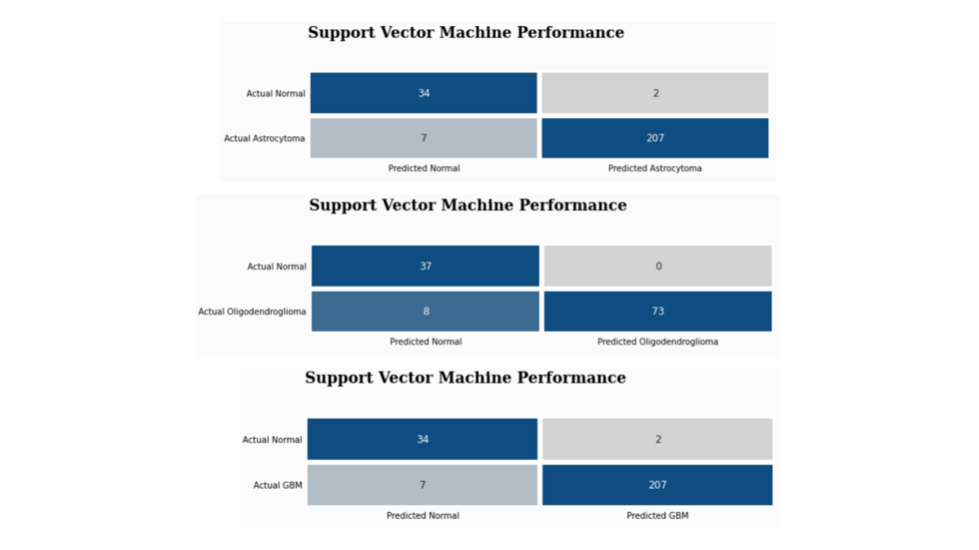 Support Vector Machine Performance
Actual Normal 34 2
Actual Astrocytoma 7 207
Predicted Normal Predicted Astrocytoma
Support Vector Machine Performance
Actual Normal 37 0
Actual Oligodendroglioma 8 73
Predicted Normal Predicted Oligodendroglioma
Support Vector Machine Performance
Actual Normal 34 2
Actual GBM 7 207
Predicted Normal Predicted GBM